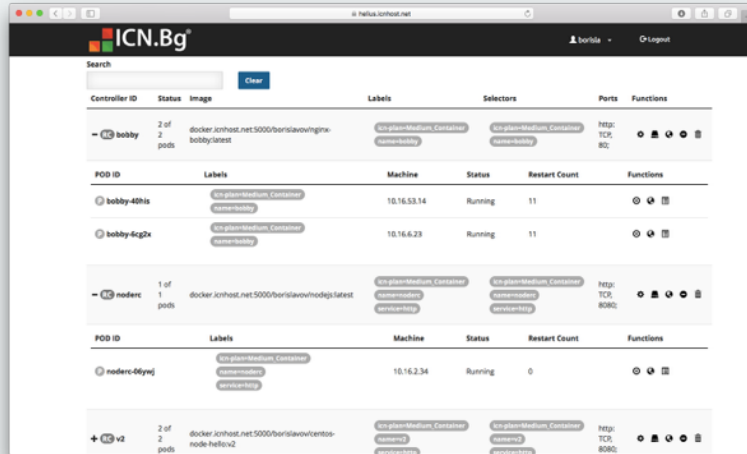 helius.icnhost.net
ICN.Bg®
borisla
Logout
Search
Clear
Controller ID Status Image Labels Selectors Ports Functions
RC bobby
2 of 2 pods
docker.icnhost.net:5000/borislavov/nginx-bobby:latest
icn-plan=Medium_Container
name=bobby
icn-plan=Medium_Container
name=bobby
http: TCP, 80;
POD ID Labels Machine Status Restart Count Functions
P bobby-40his
icn-plan=Medium_Container
name=bobby
10.16.53.14 Running 11
P bobby-6cg2x
icn-plan=Medium_Container
name=bobby
10.16.6.23 Running 11
RC noderc
1 of 1 pods
docker.icnhost.net:5000/borislavov/nodejs:latest
icn-plan=Medium_Container
name=noderc
service=http
icn-plan=Medium_Container
name=noderc
service=http
http: TCP, 8080;
POD ID Labels Machine Status Restart Count Functions
P noderc-06ywj
icn-plan=Medium_Container
name=noderc
service=http
10.16.2.34 Running 0
RC v2
2 of 2 pods
docker.icnhost.net:5000/borislavov/centos-node-hello:v2
icn-plan=Medium_Container
name=v2
service=http
icn-plan=Medium_Container
name=v2
service=http
http: TCP, 8080;